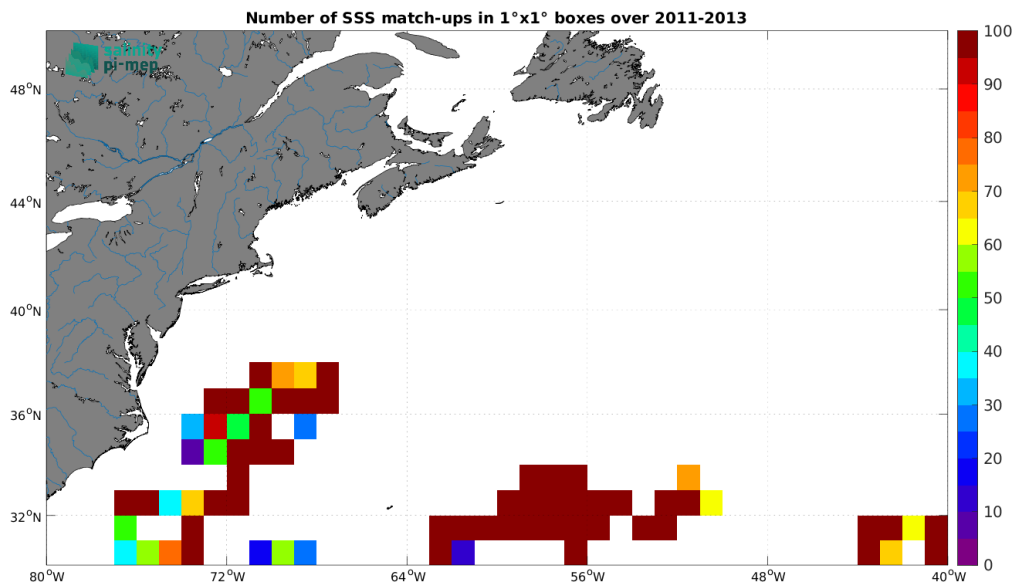 Number of SSS match-ups in 1°x1° boxes over 2011-2013
salinity
pi-mep
48°N
44°N
40°N
36°N
32°N
80°W
72°W
64°W
56°W
48°W
40°W
100
90
80
70
60
50
40
30
20
10
0